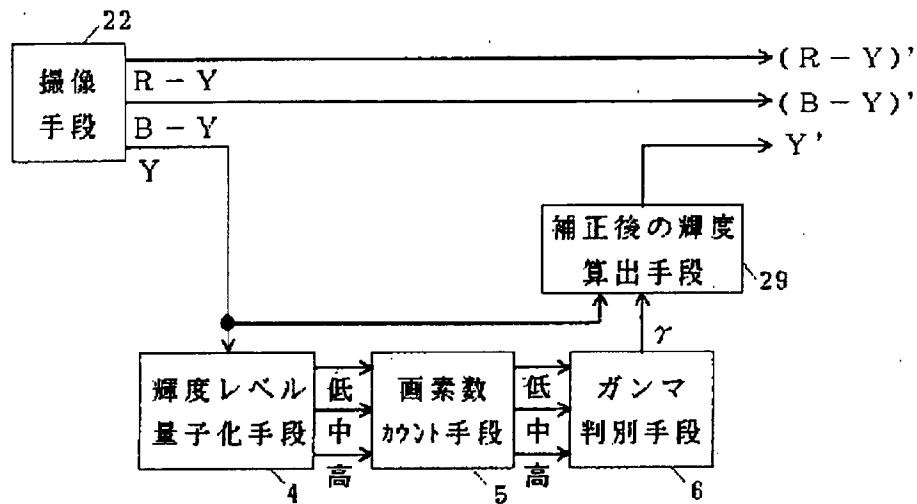 22
撮像
手段
R-Y
B-Y
Y
(R-Y)'
(B-Y)'
Y'
補正後の輝度
算出手段
29
γ
輝度レベル
量子化手段
4
低
中
高
画素数
カウント手段
5
低
中
高
ガンマ
判別手段
6